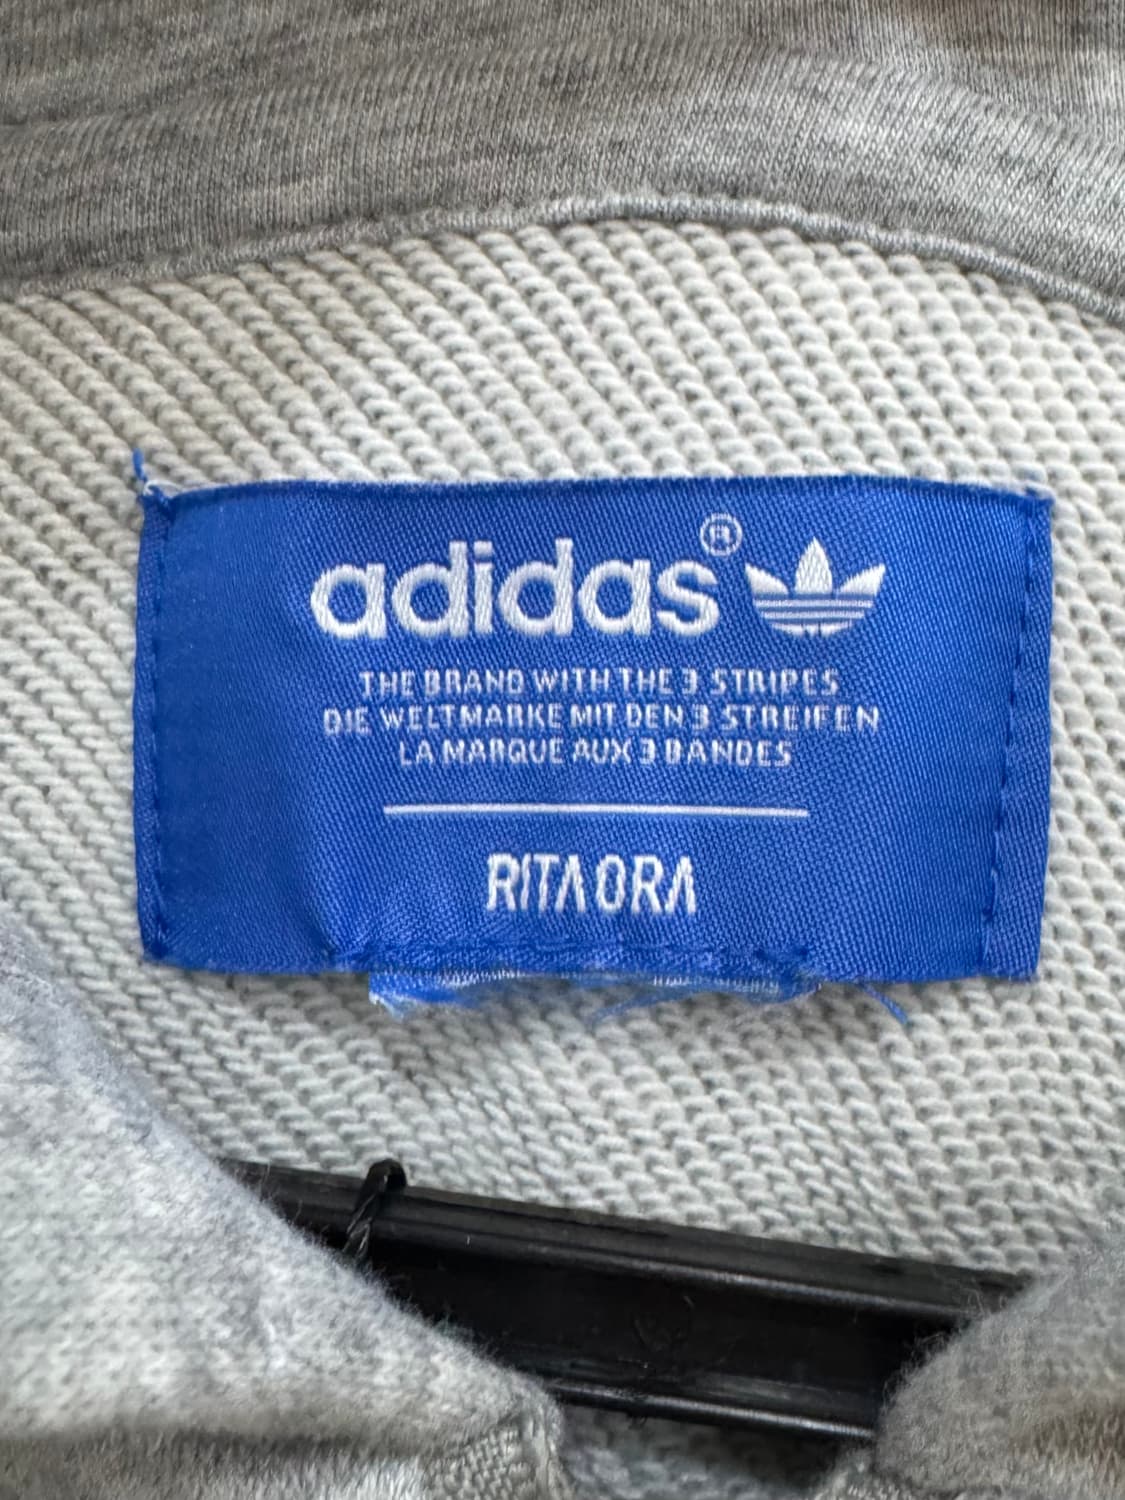 adidas®
THE BRAND WITH THE 3 STRIPES
DIE WELTMARKE MIT DEN 3 STREIFEN
LA MARQUE AUX 3 BANDES
RITA ORA